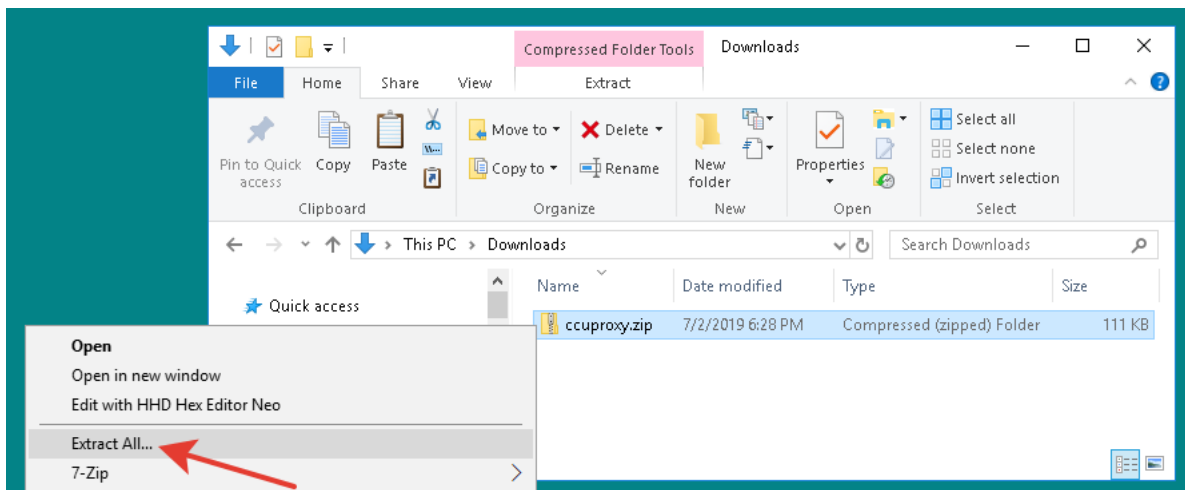 Compressed Folder Tools Downloads
File Home Share View Extract
Pin to Quick access
Copy
Paste
Move to
Copy to
Delete
Rename
New folder
Properties
Select all
Select none
Invert selection
Clipboard Organize New Open Select
This PC > Downloads
Search Downloads
Quick access
Name Date modified Type Size
ccuproxy.zip 7/2/2019 6:28 PM Compressed (zipped) Folder 111 KB
Open
Open in new window
Edit with HHD Hex Editor Neo
Extract All...
7-Zip